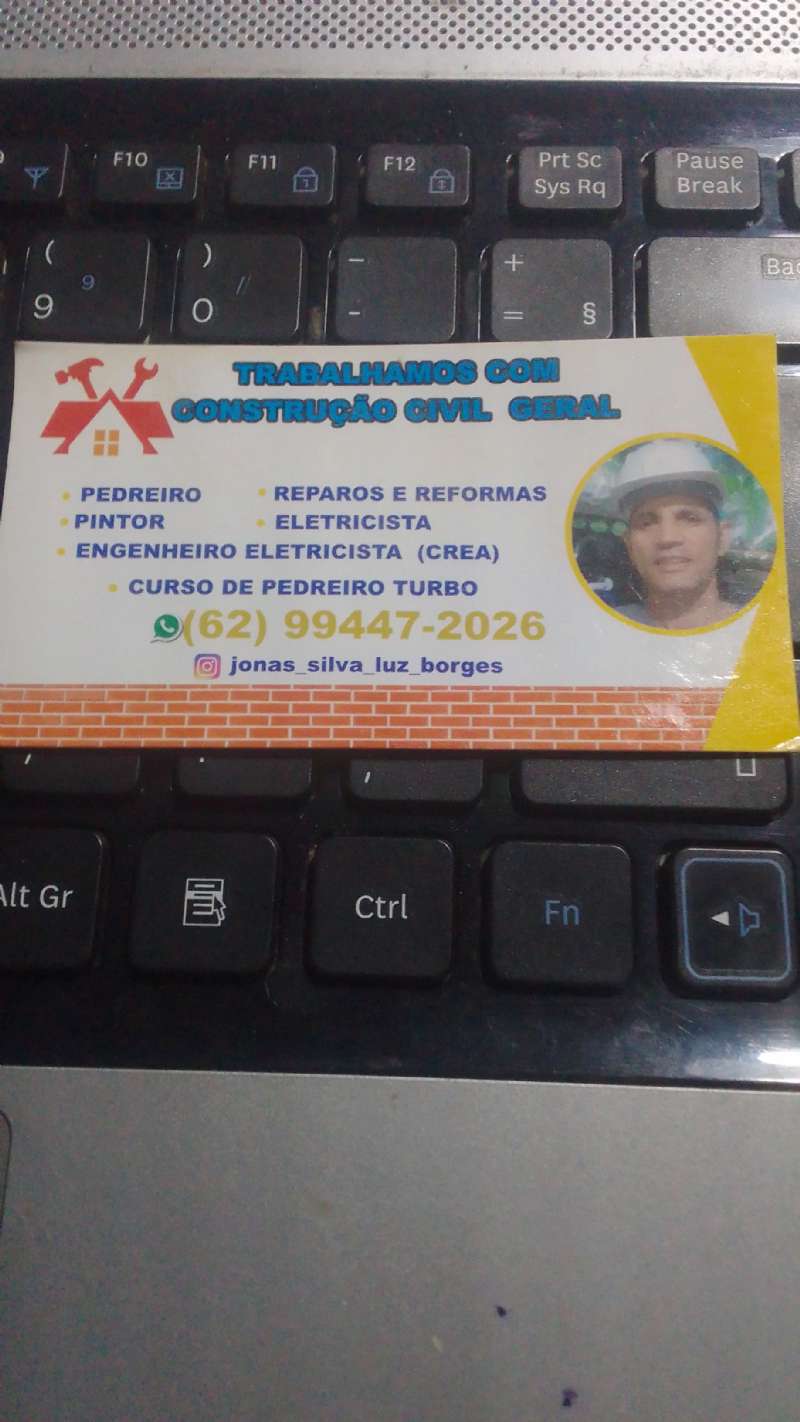 F10
F11
F12
Prt Sc
Sys Rq
Pause
Break
(
9
9
)
0
//
-
+
=
§
TRABALHAMOS COM
CONSTRUÇÃO CIVIL GERAL
• PEDREIRO
• REPAROS E REFORMAS
• PINTOR
• ELETRICISTA
• ENGENHEIRO ELETRICISTA (CREA)
• CURSO DE PEDREIRO TURBO
(62) 99447-2026
jonas_silva_luz_borges
Alt Gr
Ctrl
Fn